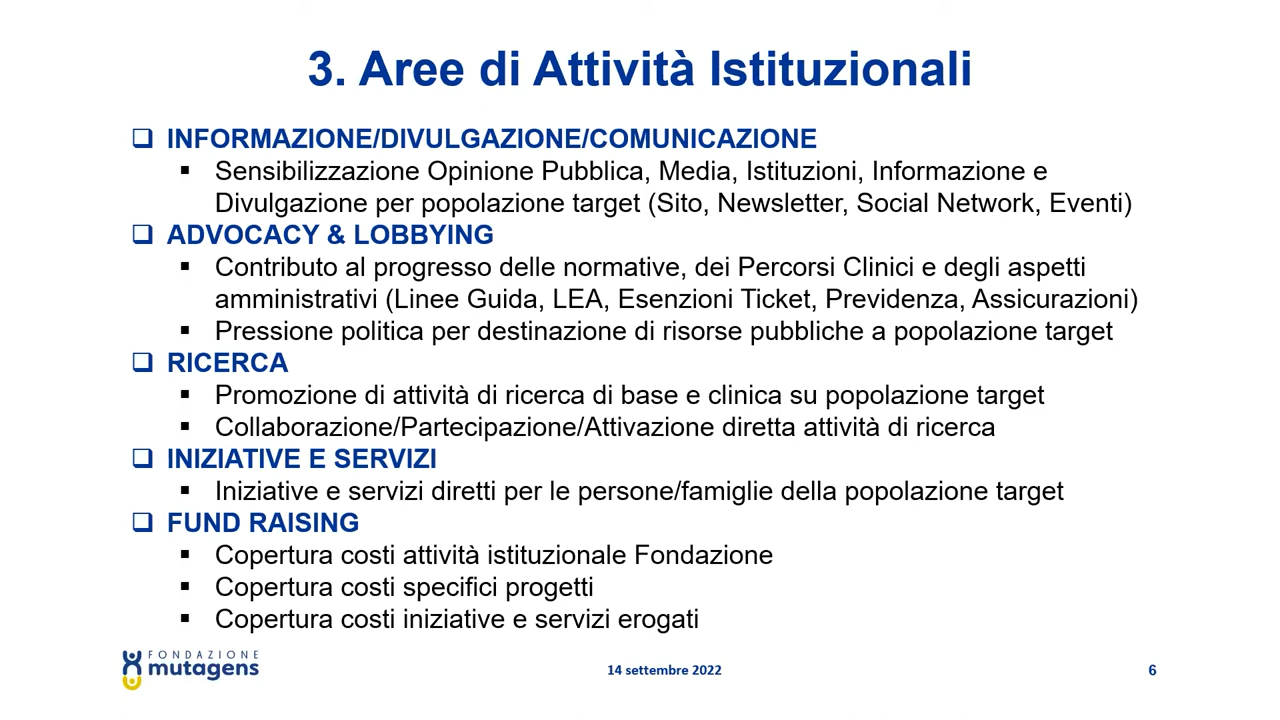 3. Aree di Attività Istituzionali
INFORMAZIONE/DIVULGAZIONE/COMUNICAZIONE
Sensibilizzazione Opinione Pubblica, Media, Istituzioni, Informazione e
Divulgazione per popolazione target (Sito, Newsletter, Social Network, Eventi)
ADVOCACY & LOBBYING
Contributo al progresso delle normative, dei Percorsi Clinici e degli aspetti
amministrativi (Linee Guida, LEA, Esenzioni Ticket, Previdenza, Assicurazioni)
Pressione politica per destinazione di risorse pubbliche a popolazione target
RICERCA
Promozione di attività di ricerca di base e clinica su popolazione target
Collaborazione/Partecipazione/Attivazione diretta attività di ricerca
INIZIATIVE E SERVIZI
Iniziative e servizi diretti per le persone/famiglie della popolazione target
FUND RAISING
Copertura costi attività istituzionale Fondazione
Copertura costi specifici progetti
Copertura costi iniziative e servizi erogati
FONDAZIONE
mutagens
14 settembre 2022
6